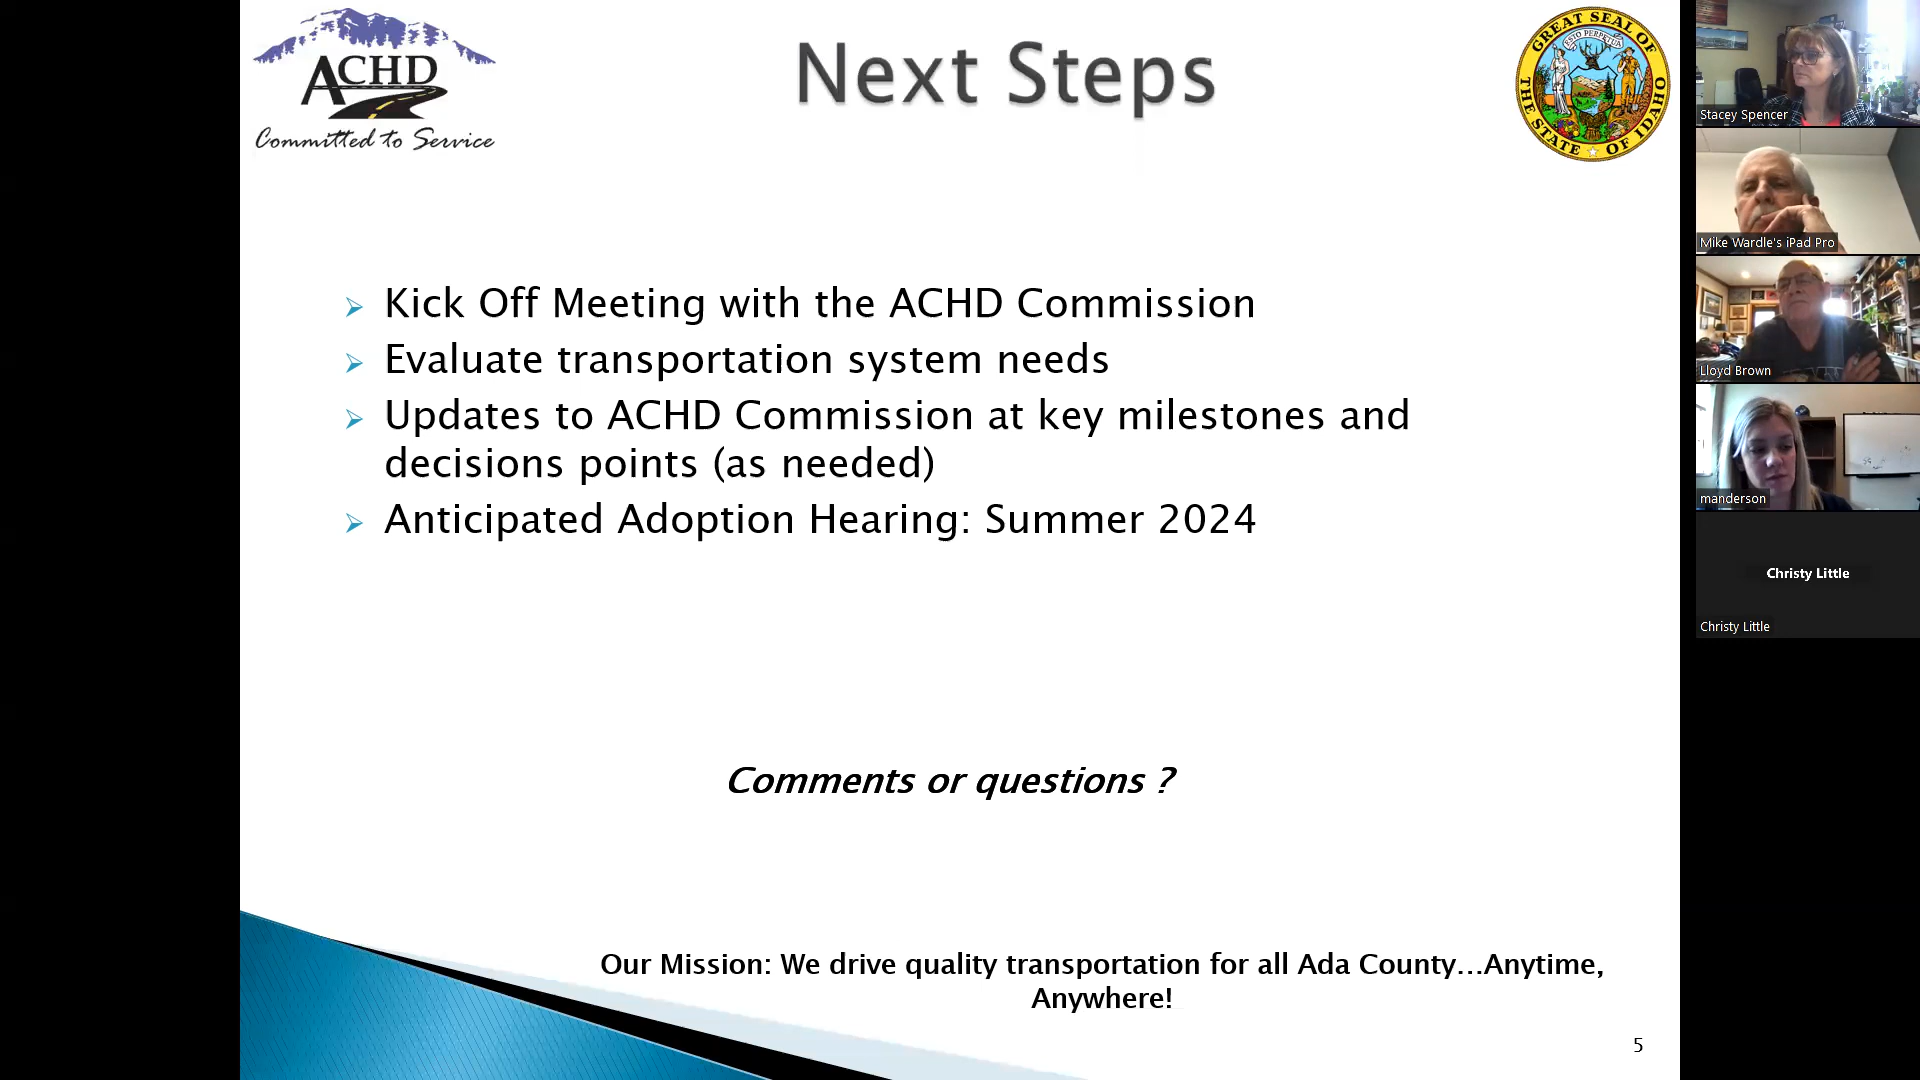 ACHD
Committed to Service
Next Steps
GREAT SEAL OF
THE STATE OF IDAHO
ESTO PERPETUA
Kick Off Meeting with the ACHD Commission
Evaluate transportation system needs
Updates to ACHD Commission at key milestones and
decisions points (as needed)
Anticipated Adoption Hearing: Summer 2024
Comments or questions ?
Our Mission: We drive quality transportation for all Ada County...Anytime,
Anywhere!
5
Stacey Spencer
Mike Wardle's iPad Pro
Lloyd Brown
manderson
Christy Little
Christy Little